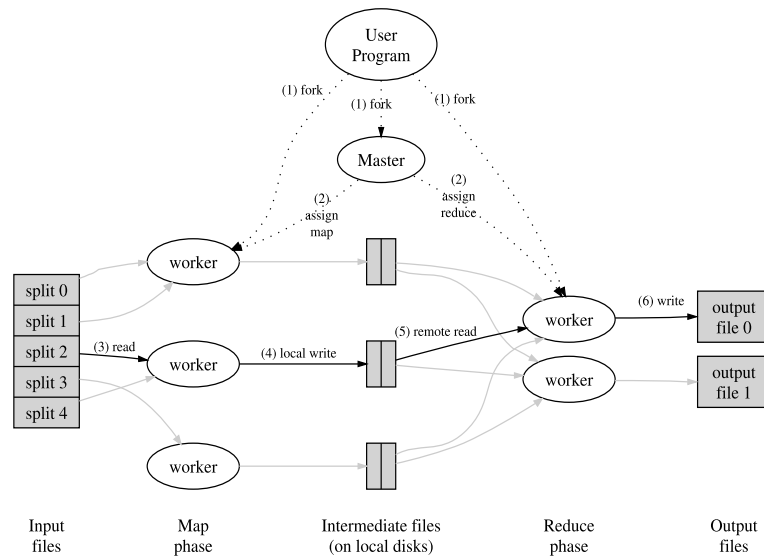 User
Program
(1) fork
(1) fork
(1) fork
Master
(2)
assign
map
(2)
assign
reduce
worker
split 0
split 1
split 2
split 3
split 4
(3) read
worker
(4) local write
(5) remote read
worker
(6) write
output
file 0
worker
output
file 1
worker
Input
files
Map
phase
Intermediate files
(on local disks)
Reduce
phase
Output
files